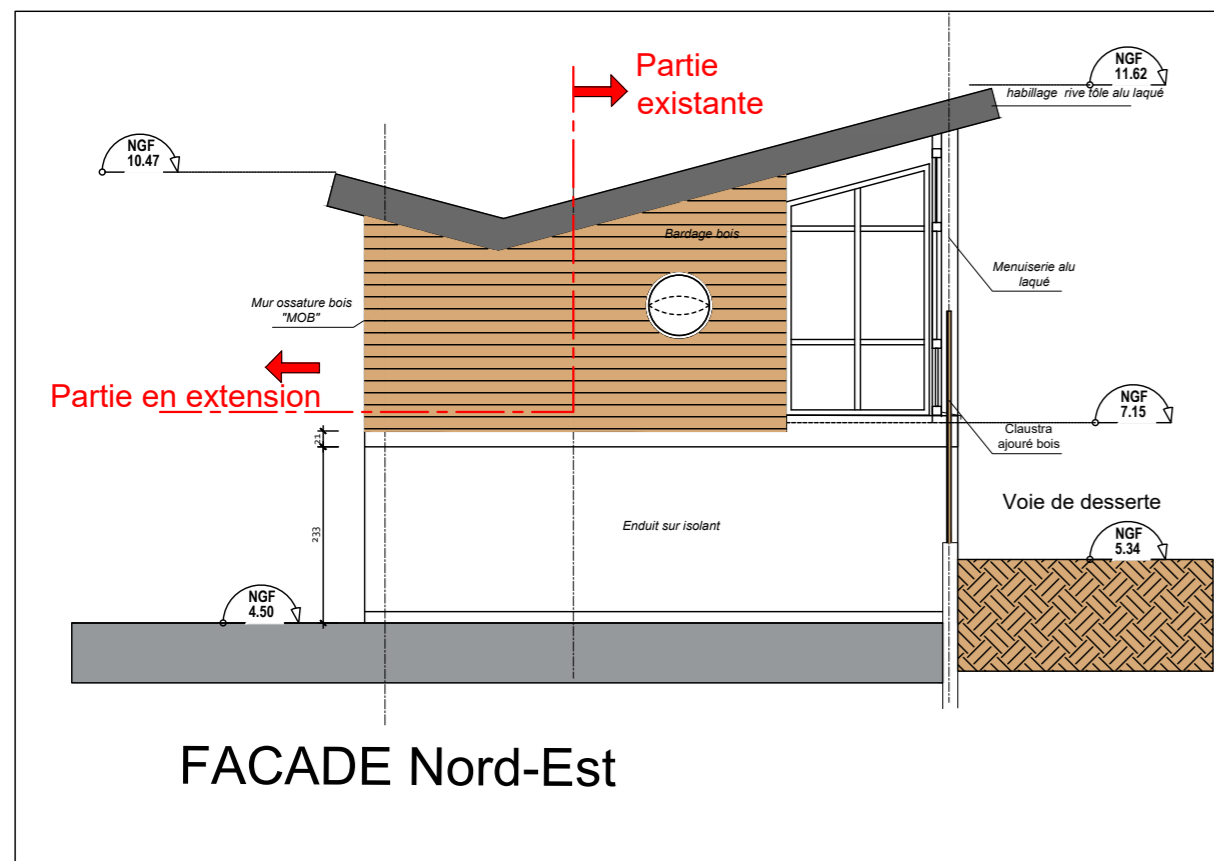 Partie
existante
NGF
11.62
habillage rive tôle alu laqué
NGF
10.47
Bardage bois
Menuiserie alu
laqué
Mur ossature bois
"MOB"
Partie en extension
NGF
7.15
21
Claustra
ajouré bois
Voie de desserte
Enduit sur isolant
233
NGF
5.34
NGF
4.50
FACADE Nord-Est